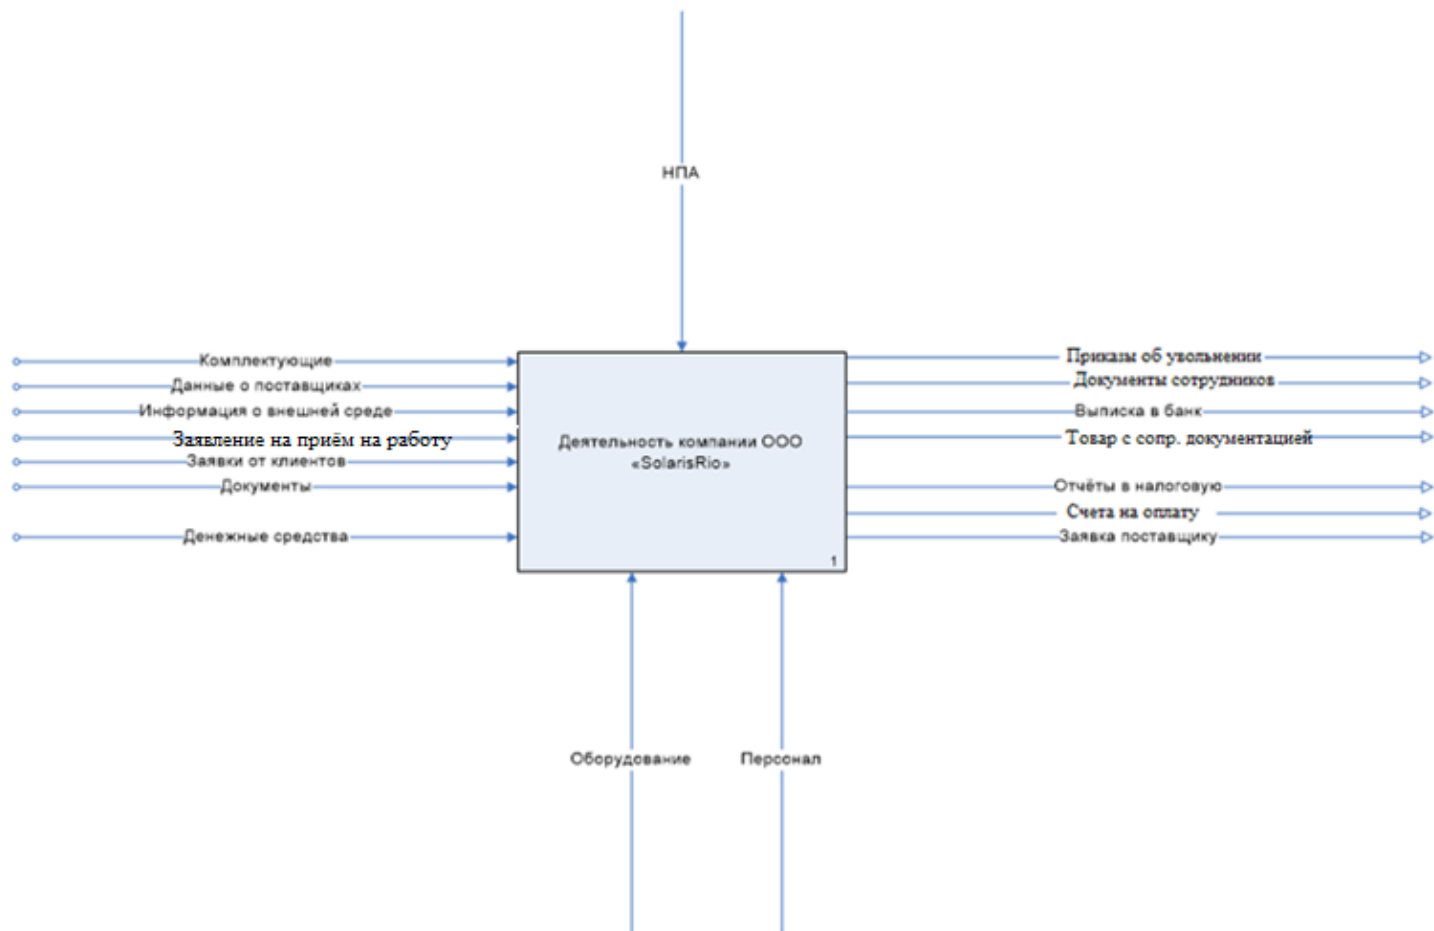 НПА
Комплектующие
Данные о поставщиках
Информация о внешней среде
Заявление на приём на работу
Заявки от клиентов
Документы
Денежные средства
Деятельность компании ООО
«SolarisRio»
1
Приказы об увольнении
Документы сотрудников
Выписка в банк
Товар с сопр. документацией
Отчёты в налоговую
Счета на оплату
Заявка поставщику
Оборудование
Персонал